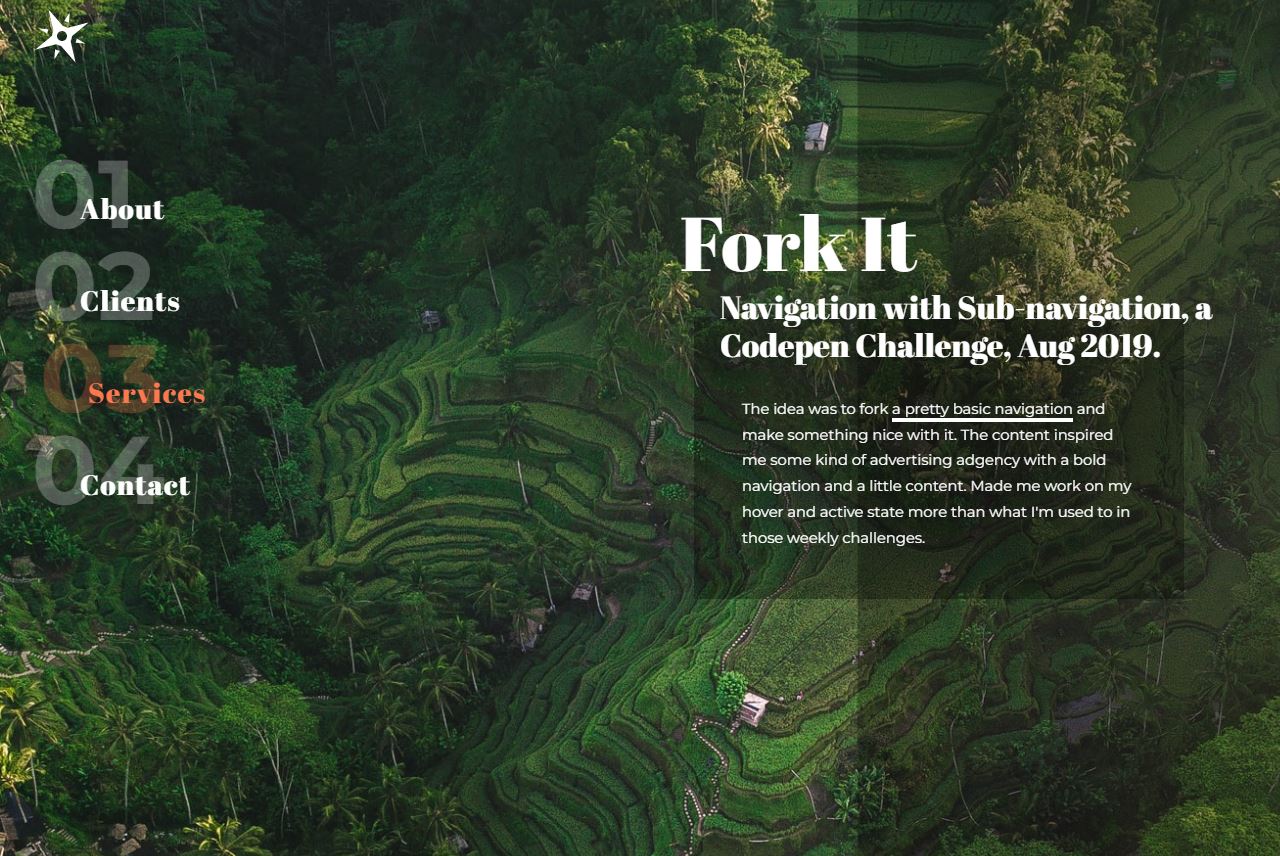 01
About
02
Clients
03
Services
04
Contact
Fork It
Navigation with Sub-navigation, a
Codepen Challenge, Aug 2019.
The idea was to fork a pretty basic navigation and
make something nice with it. The content inspired
me some kind of advertising adgency with a bold
navigation and a little content. Made me work on my
hover and active state more than what I'm used to in
those weekly challenges.